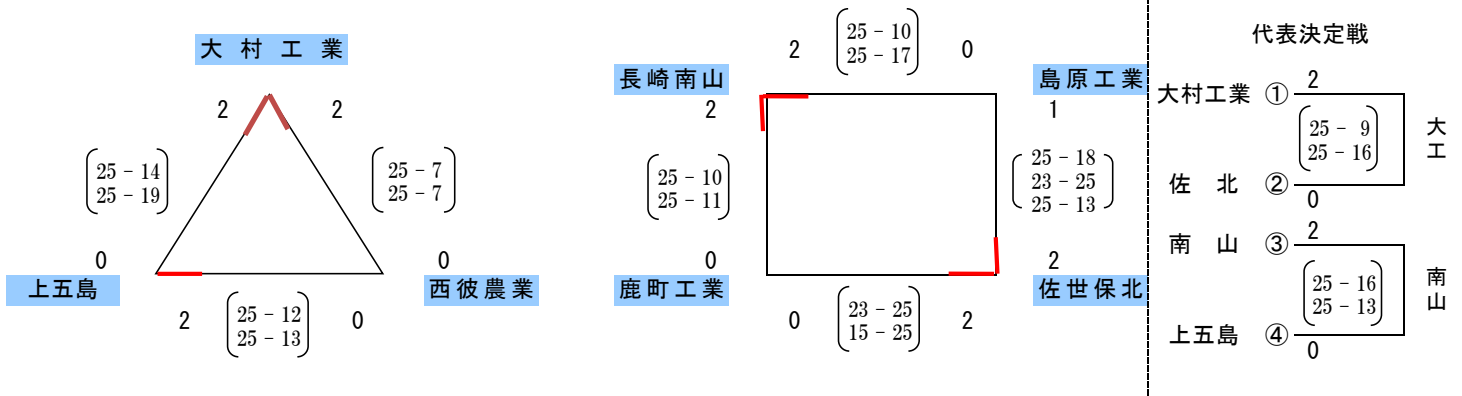 大村工業
2 2
25 - 14
25 - 19
25 - 7
25 - 7
0 0
上五島 西彼農業
2 0
25 - 12
25 - 13
2 0
25 - 10
25 - 17
長崎南山 島原工業
2 1
25 - 10
25 - 11
25 - 18
23 - 25
25 - 13
0 2
鹿町工業 佐世保北
0 2
23 - 25
15 - 25
代表決定戦
大村工業 ① 2
25 - 9
25 - 16
大工
佐北 ② 0
南山 ③ 2
25 - 16
25 - 13
南山
上五島 ④ 0